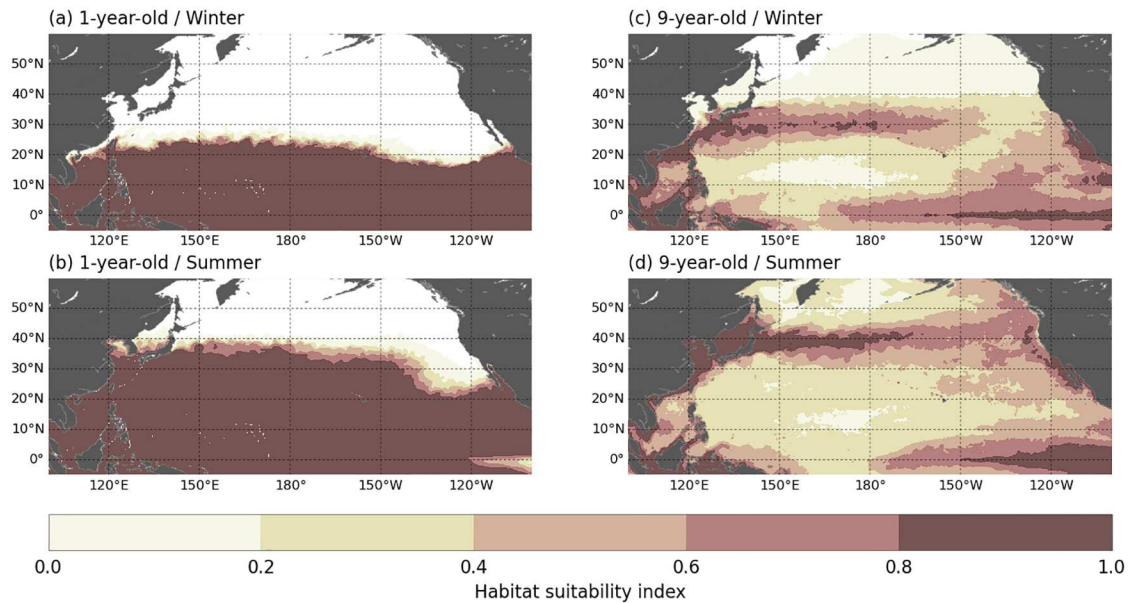 (a) 1-year-old / Winter
50°N
40°N
30°N
20°N
10°N
0°
120°E 150°E 180° 150°W 120°W
(b) 1-year-old / Summer
50°N
40°N
30°N
20°N
10°N
0°
120°E 150°E 180° 150°W 120°W
(c) 9-year-old / Winter
50°N
40°N
30°N
20°N
10°N
0°
120°E 150°E 180° 150°W 120°W
(d) 9-year-old / Summer
50°N
40°N
30°N
20°N
10°N
0°
120°E 150°E 180° 150°W 120°W
0.0 0.2 0.4 0.6 0.8 1.0
Habitat suitability index